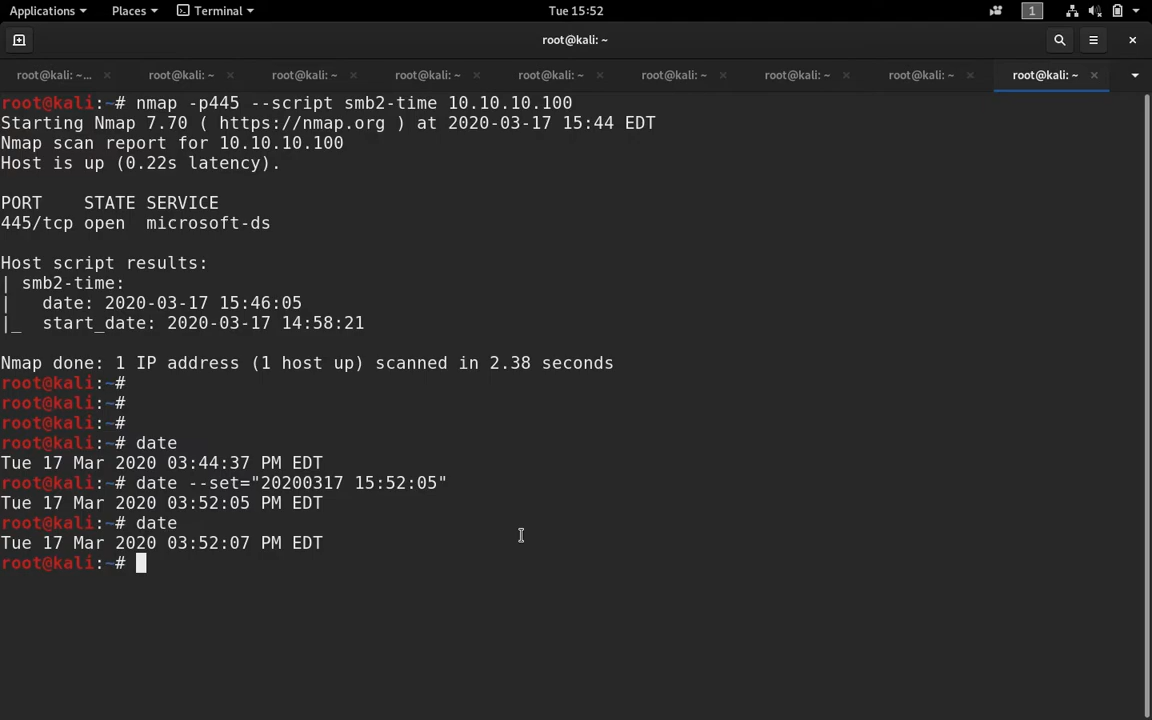 Applications Places Terminal Tue 15:52 1
root@kali: ~
root@kali: ~... root@kali: ~ root@kali: ~ root@kali: ~ root@kali: ~ root@kali: ~ root@kali: ~ root@kali: ~ root@kali: ~
root@kali:~# nmap -p445 --script smb2-time 10.10.10.100
Starting Nmap 7.70 ( https://nmap.org ) at 2020-03-17 15:44 EDT
Nmap scan report for 10.10.10.100
Host is up (0.22s latency).
PORT    STATE SERVICE
445/tcp open  microsoft-ds
Host script results:
| smb2-time:
|   date: 2020-03-17 15:46:05
|_  start_date: 2020-03-17 14:58:21
Nmap done: 1 IP address (1 host up) scanned in 2.38 seconds
root@kali:~#
root@kali:~#
root@kali:~#
root@kali:~# date
Tue 17 Mar 2020 03:44:37 PM EDT
root@kali:~# date --set="20200317 15:52:05"
Tue 17 Mar 2020 03:52:05 PM EDT
root@kali:~# date
Tue 17 Mar 2020 03:52:07 PM EDT
root@kali:~#